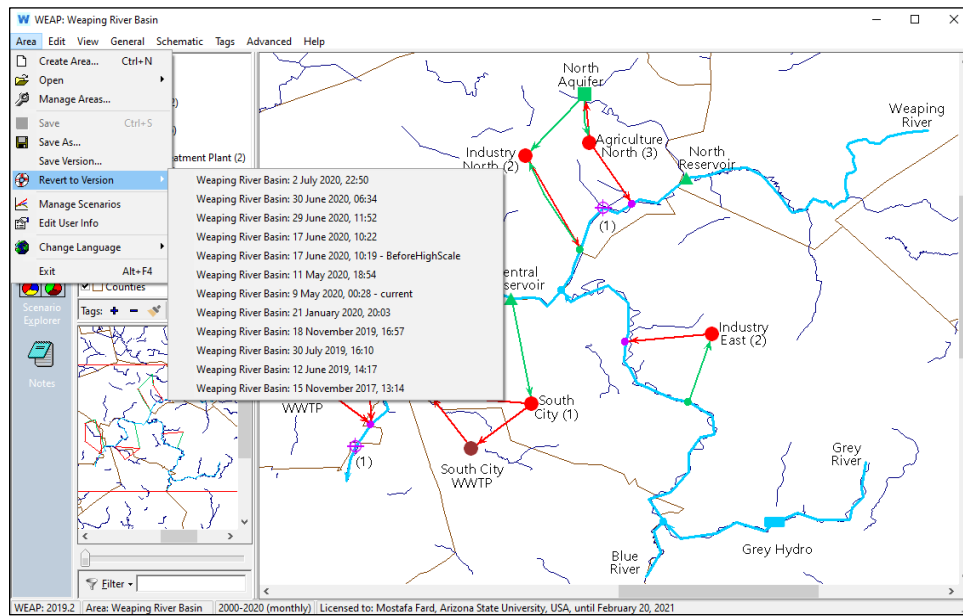 WEAP: Weaping River Basin
Area Edit View General Schematic Tags Advanced Help
Create Area... Ctrl+N
Open
Manage Areas...
Save Ctrl+S
Save As...
Save Version...
Revert to Version
Manage Scenarios
Edit User Info
Change Language
Exit Alt+F4
2)
)
eatment Plant (2)
Weaping River Basin: 2 July 2020, 22:50
Weaping River Basin: 30 June 2020, 06:34
Weaping River Basin: 29 June 2020, 11:52
Weaping River Basin: 17 June 2020, 10:22
Weaping River Basin: 17 June 2020, 10:19 - BeforeHighScale
Weaping River Basin: 11 May 2020, 18:54
Weaping River Basin: 9 May 2020, 00:28 - current
Weaping River Basin: 21 January 2020, 20:03
Weaping River Basin: 18 November 2019, 16:57
Weaping River Basin: 30 July 2019, 16:10
Weaping River Basin: 12 June 2019, 14:17
Weaping River Basin: 15 November 2017, 13:14
Counties
Scenario
Explorer
Tags:
Notes
Filter
North
Aquifer
Weaping
River
Agriculture
North (3)
Industry
North (2)
North
Reservoir
(1)
entral
eservoir
Industry
East (2)
South
City (1)
WWTP
(1)
South City
WWTP
Grey
River
Grey Hydro
Blue
River
WEAP: 2019.2 Area: Weaping River Basin 2000-2020 (monthly) Licensed to: Mostafa Fard, Arizona State University, USA, until February 20, 2021